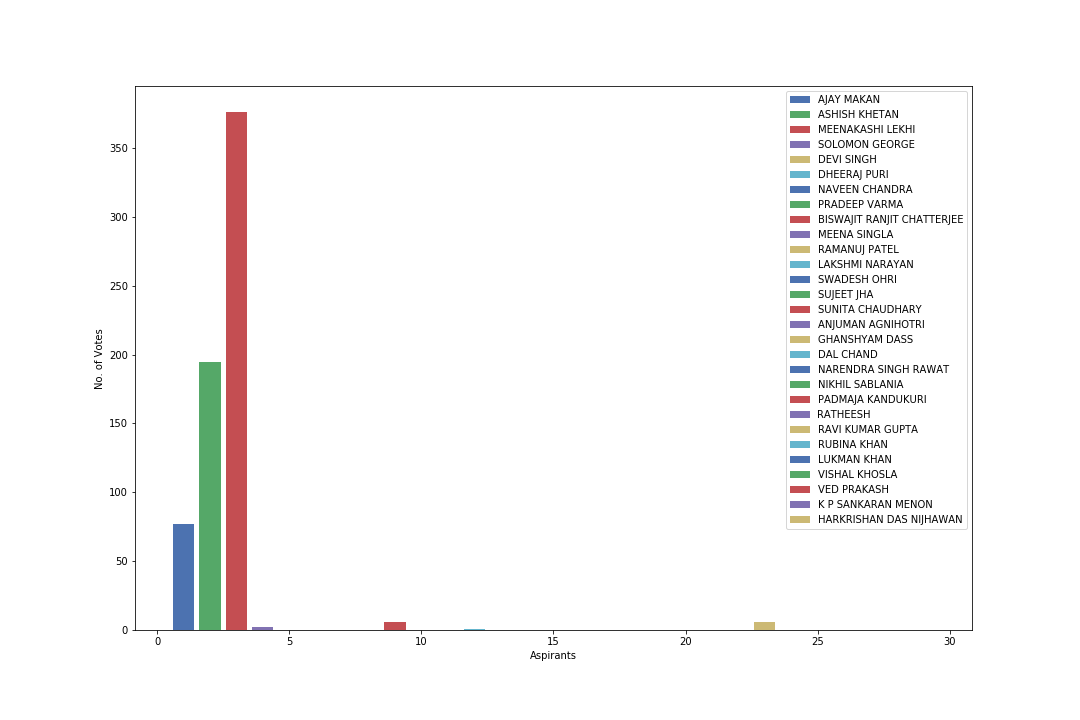 350
300
250
200
150
100
50
0
No. of Votes
0 5 10 15 20 25 30
Aspirants
AJAY MAKAN
ASHISH KHETAN
MEENAKASHI LEKHI
SOLOMON GEORGE
DEVI SINGH
DHEERAJ PURI
NAVEEN CHANDRA
PRADEEP VARMA
BISWAJIT RANJIT CHATTERJEE
MEENA SINGLA
RAMANUJ PATEL
LAKSHMI NARAYAN
SWADESH OHRI
SUJEET JHA
SUNITA CHAUDHARY
ANJUMAN AGNIHOTRI
GHANSHYAM DASS
DAL CHAND
NARENDRA SINGH RAWAT
NIKHIL SABLANIA
PADMAJA KANDUKURI
RATHEESH
RAVI KUMAR GUPTA
RUBINA KHAN
LUKMAN KHAN
VISHAL KHOSLA
VED PRAKASH
K P SANKARAN MENON
HARKRISHAN DAS NIJHAWAN